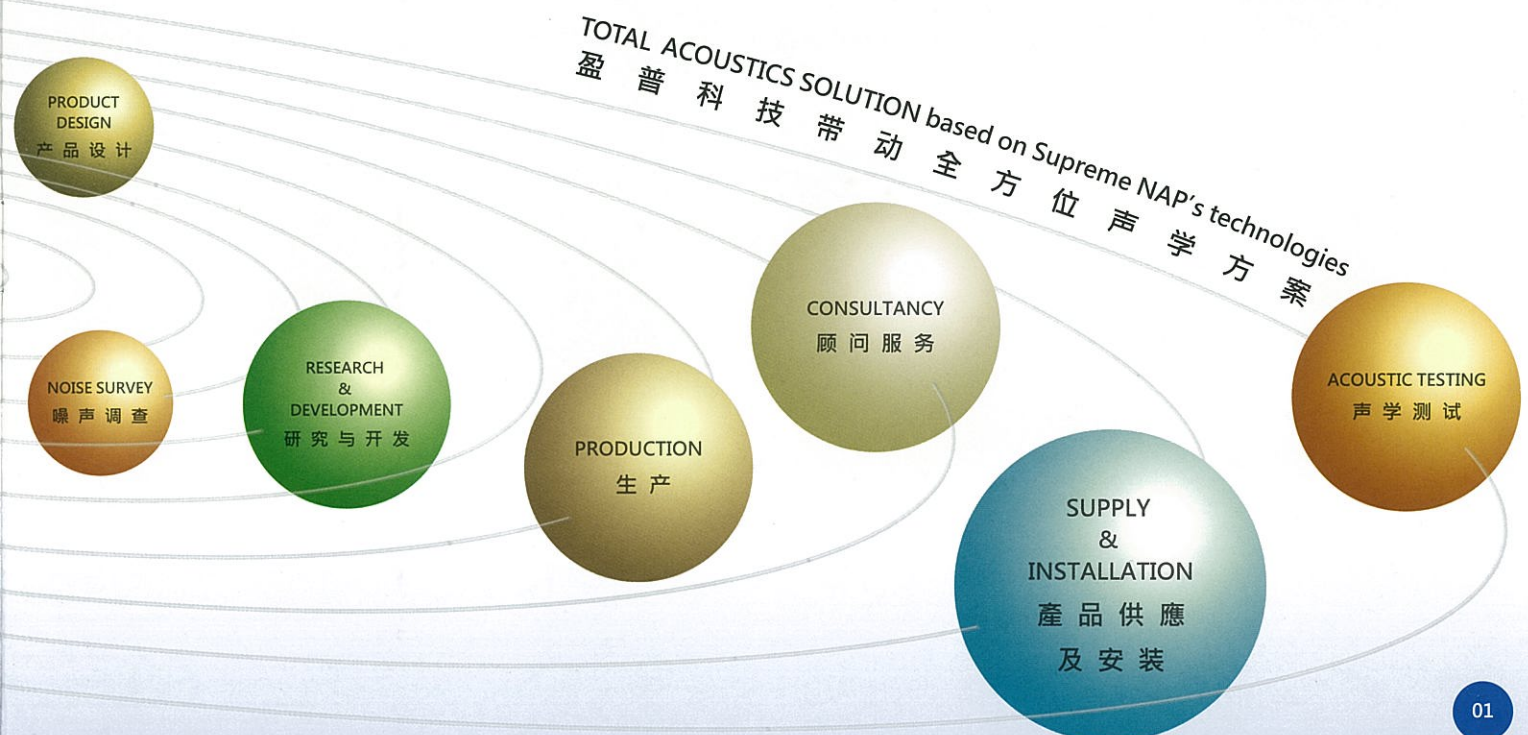 TOTAL ACOUSTICS SOLUTION based on Supreme NAP's technologies
盈普科技带动全方位声学方案
PRODUCT
DESIGN
产品设计
NOISE SURVEY
噪声调查
RESEARCH
&
DEVELOPMENT
研究与开发
PRODUCTION
生产
CONSULTANCY
顾问服务
SUPPLY
&
INSTALLATION
產品供應
及安装
ACOUSTIC TESTING
声学测试
01